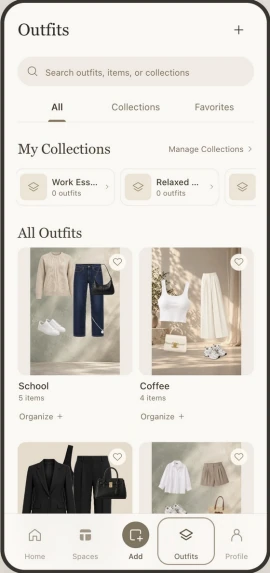 Outfits
Search outfits, items, or collections
All
Collections
Favorites
My Collections
Manage Collections
Work Ess...
0 outfits
Relaxed ...
0 outfits
All Outfits
School
5 items
Organize +
Coffee
4 items
Organize +
Home
Spaces
Add
Outfits
Profile